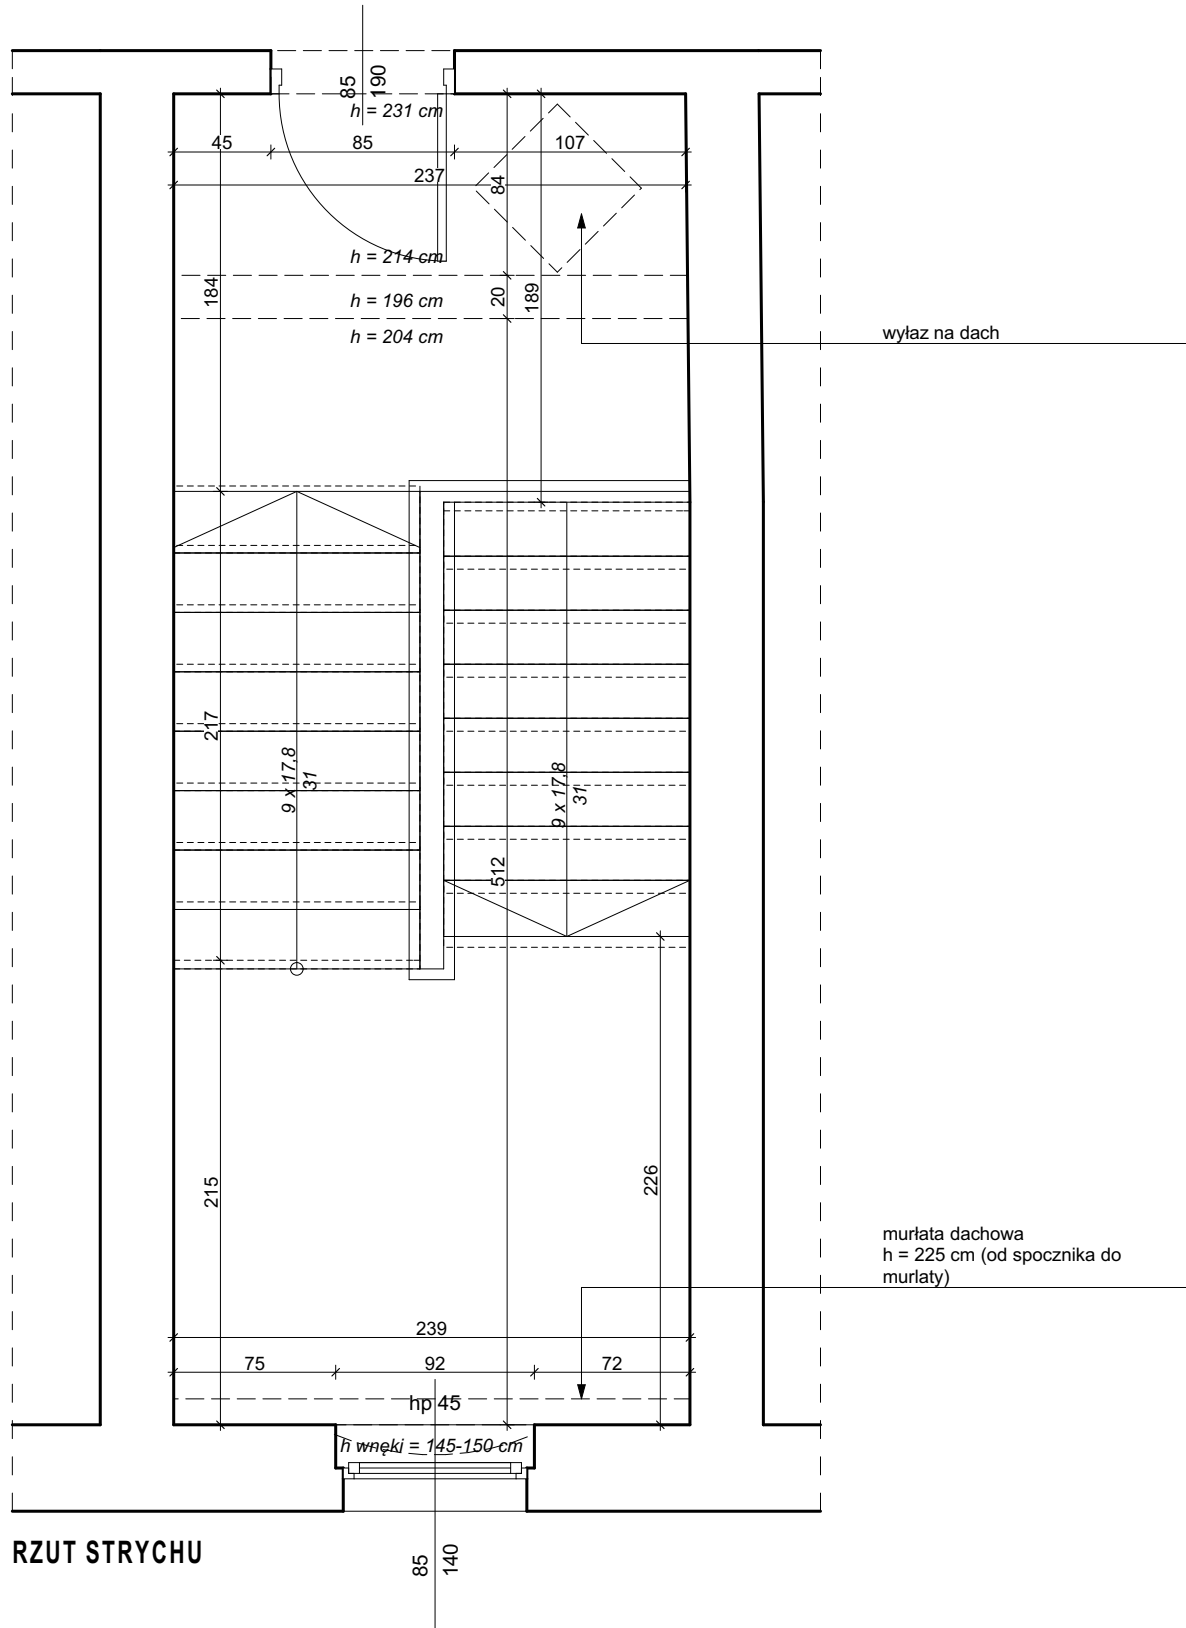 85
190
h = 231 cm
45
85
107
237
84
h = 214 cm
184
h = 196 cm
20
189
h = 204 cm
wyłaz na dach
217
9 x 17,8
31
9 x 17,8
31
512
215
226
murłata dachowa
h = 225 cm (od spocznika do
murlaty)
239
75
92
72
hp 45
h wnęki = 145-150 cm
RZUT STRYCHU
85
140